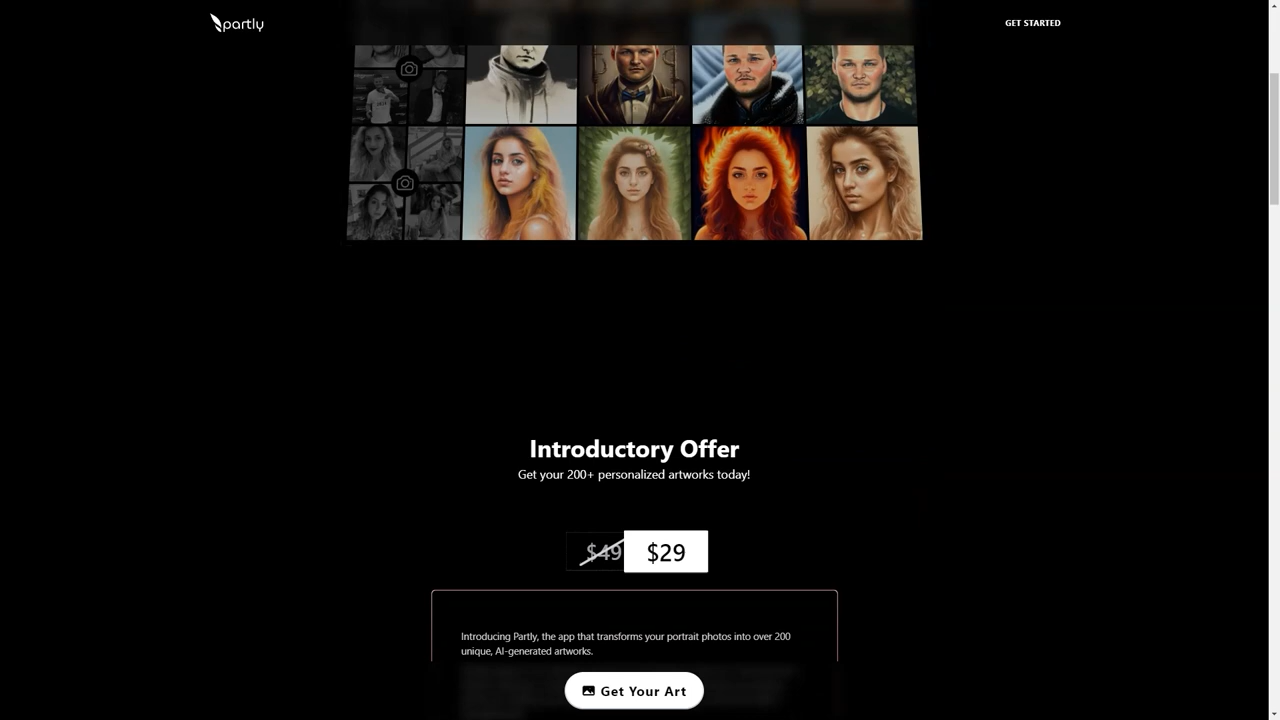 partly
GET STARTED
Introductory Offer
Get your 200+ personalized artworks today!
$49 $29
Introducing Partly, the app that transforms your portrait photos into over 200
unique, AI-generated artworks.
Get Your Art